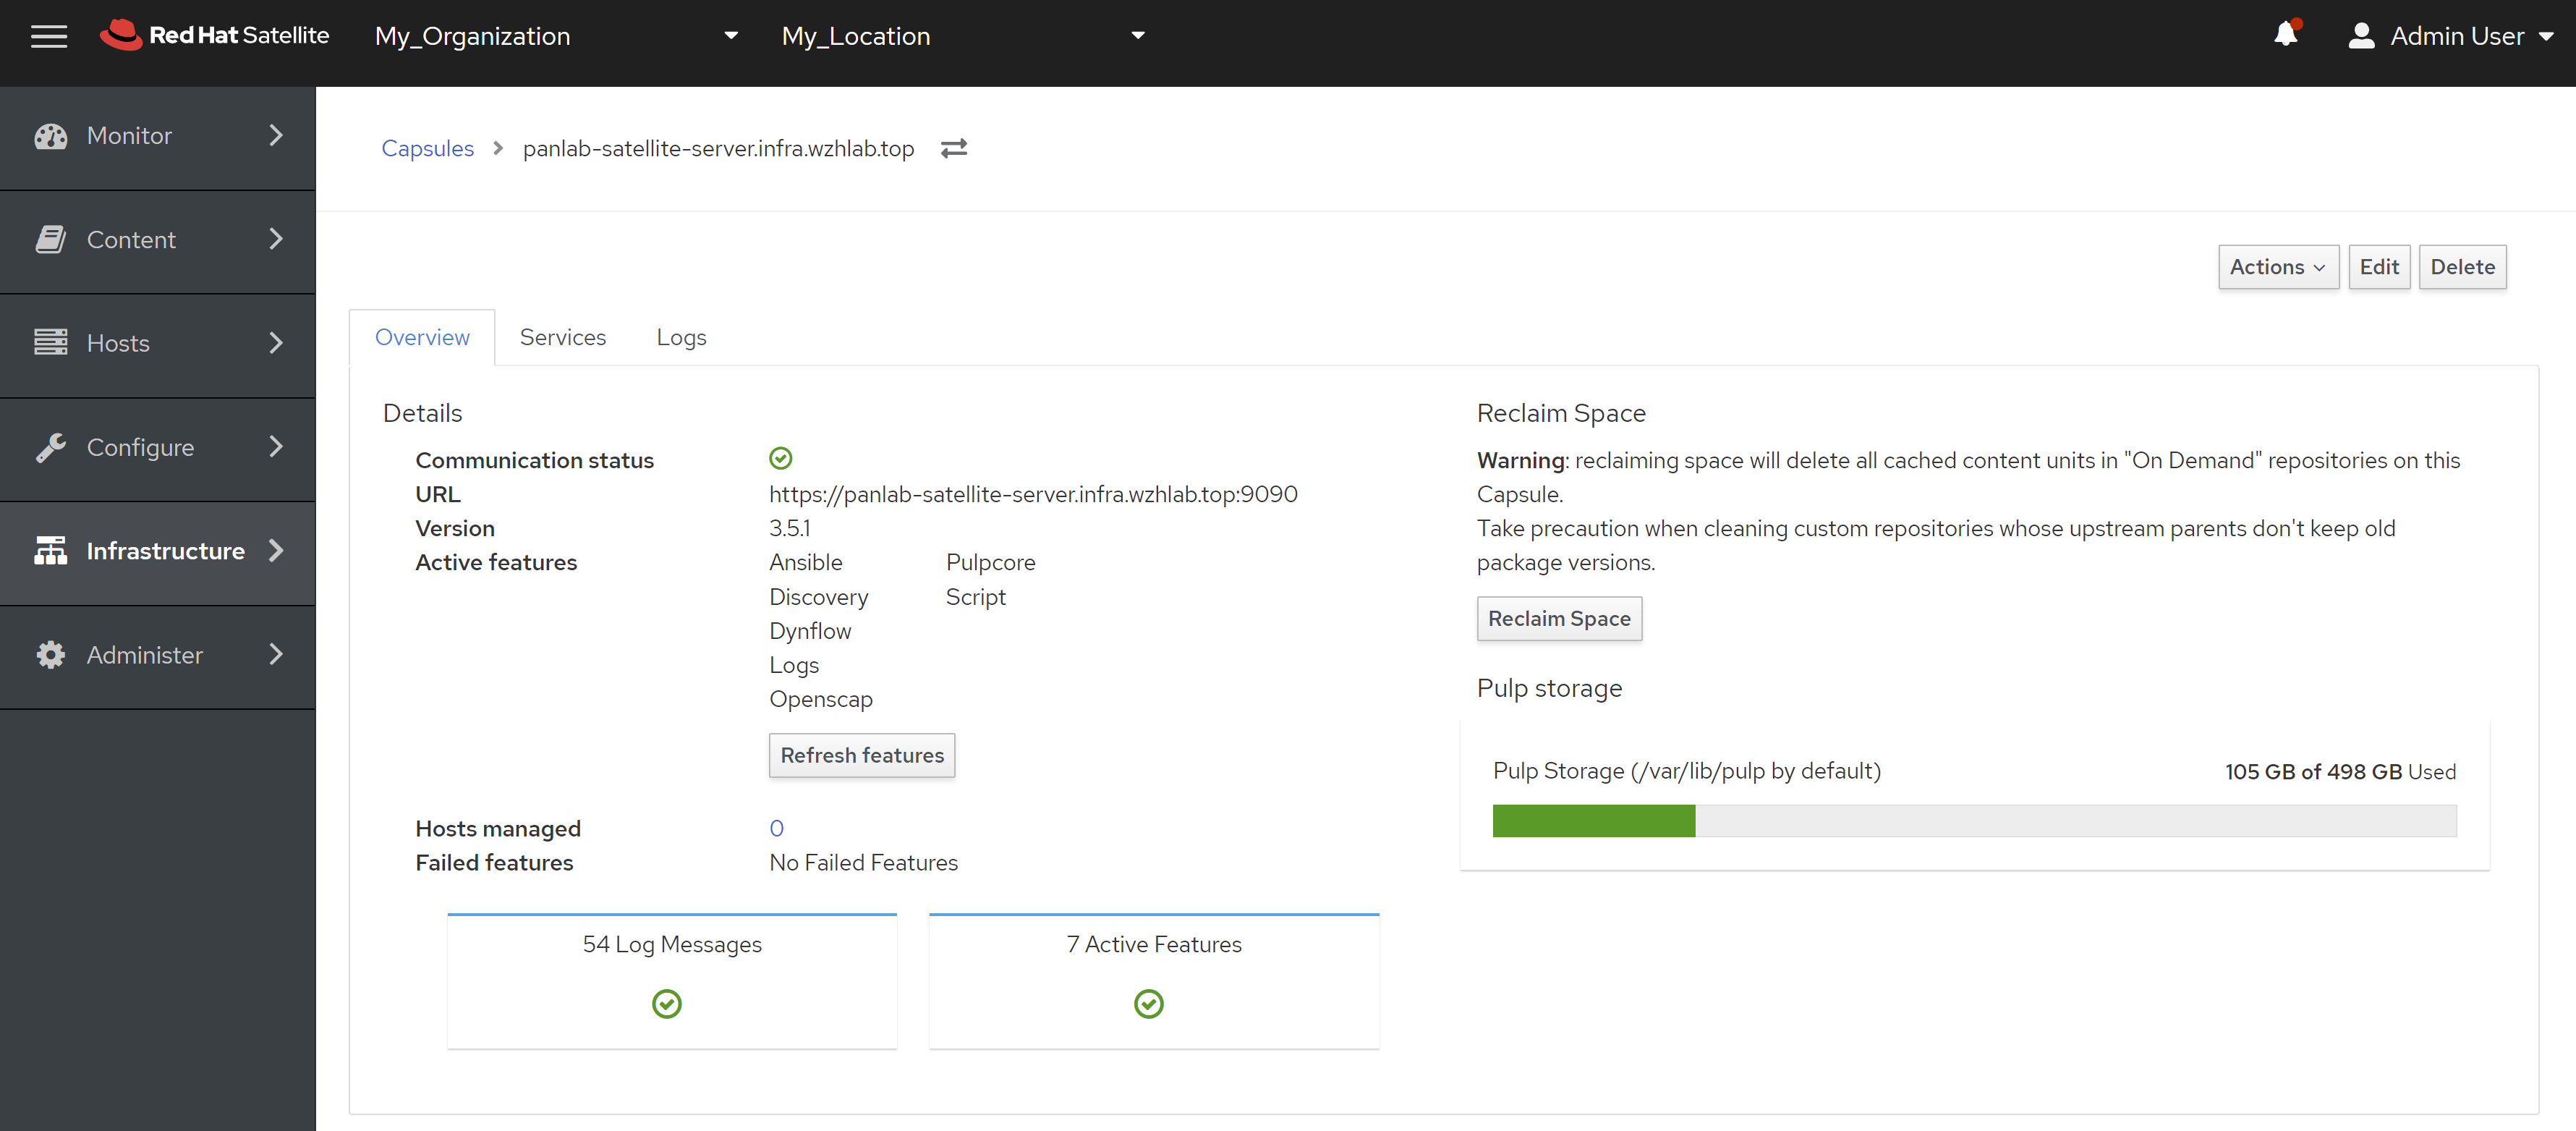 Red Hat Satellite
My_Organization
My_Location
Admin User
Monitor
Content
Hosts
Configure
Infrastructure
Administer
Capsules
panlab-satellite-server.infra.wzhlab.top
Actions
Edit
Delete
Overview
Services
Logs
Details
Communication status
URL
https://panlab-satellite-server.infra.wzhlab.top:9090
Version
3.5.1
Active features
Ansible
Discovery
Dynflow
Logs
Openscap
Pulpcore
Script
Refresh features
Hosts managed
0
Failed features
No Failed Features
54 Log Messages
7 Active Features
Reclaim Space
Warning: reclaiming space will delete all cached content units in "On Demand" repositories on this
Capsule.
Take precaution when cleaning custom repositories whose upstream parents don't keep old
package versions.
Reclaim Space
Pulp storage
Pulp Storage (/var/lib/pulp by default)
105 GB of 498 GB Used